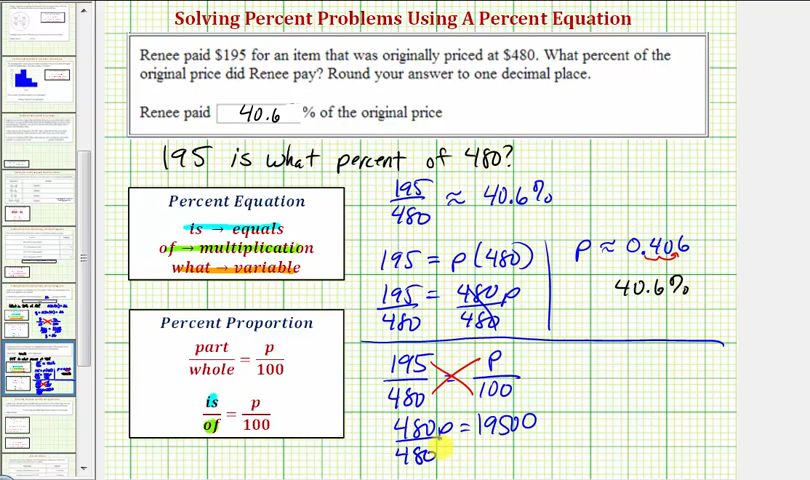 Solving Percent Problems Using A Percent Equation
Renee paid $195 for an item that was originally priced at $480. What percent of the
original price did Renee pay? Round your answer to one decimal place.
Renee paid 40.6 % of the original price
195 is what percent of 480?
Percent Equation
is → equals
of → multiplication
what → variable
195/480 ≈ 40.6%
195 = p(480)
195/480 = 480p/480
p ≈ 0.406
40.6%
Percent Proportion
part/whole = p/100
is/of = p/100
195/480 = p/100
480p = 19500
480